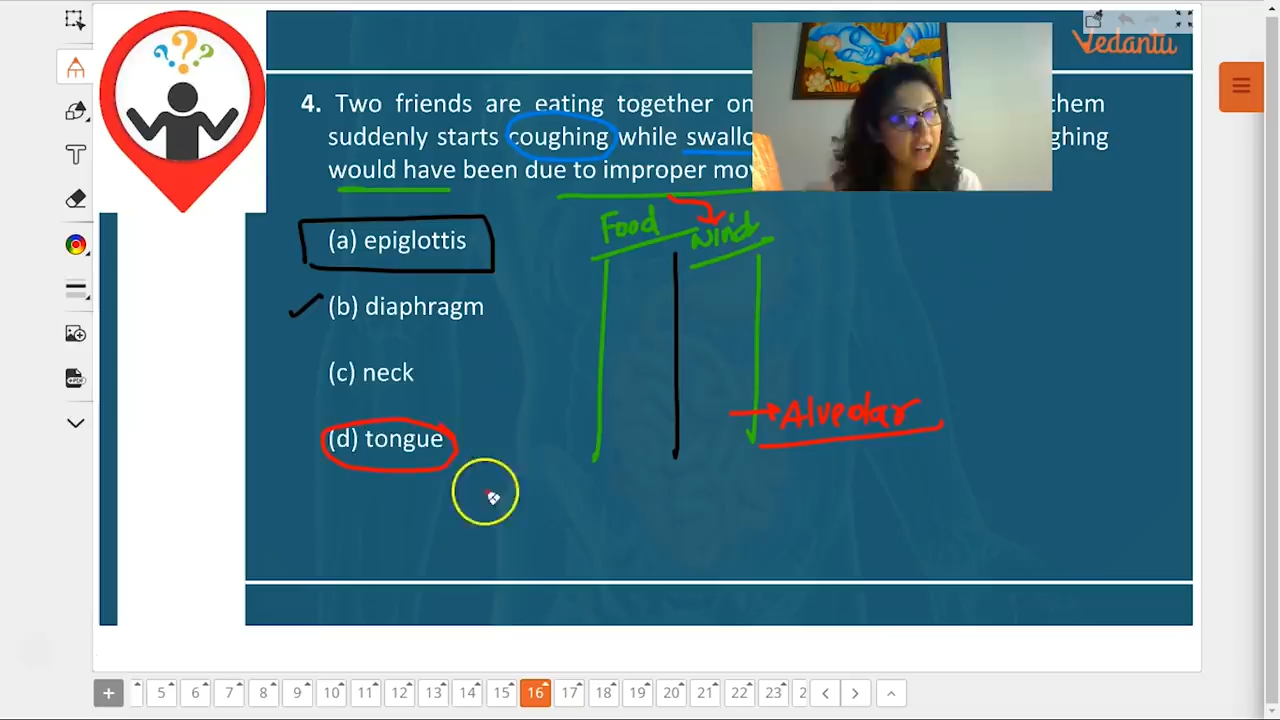 Vedantu
4. Two friends are eating together on them
suddenly starts coughing while swallo ghing
would have been due to improper mov
Food Wind
(a) epiglottis
(b) diaphragm
(c) neck
Alveolar
(d) tongue
5 6 7 8 9 10 11 12 13 14 15 16 17 18 19 20 21 22 23 2